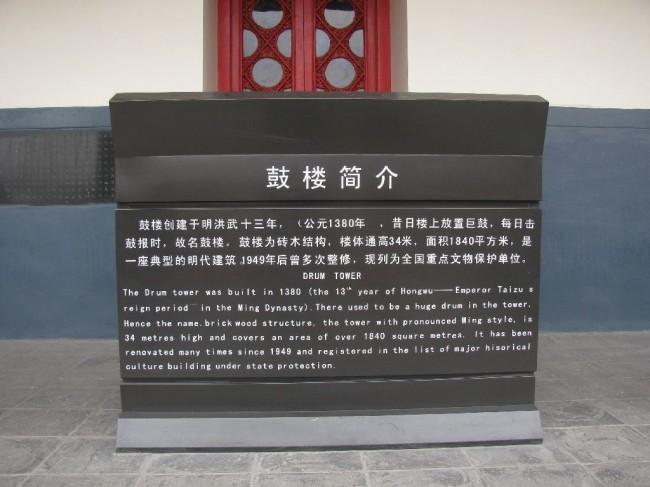 鼓楼简介
鼓楼创建于明洪武十三年，（公元1380年 ，昔日楼上放置巨鼓，每日击
鼓报时，故名鼓楼。鼓楼为砖木结构，楼体通高34米，面积1840平方米，是
一座典型的明代建筑.1949年后曾多次整修，现列为全国重点文物保护单位。
DRUM TOWER
The Drum tower was built in 1380 (the 13th year of Hongwu——Emperor Taizu s
reign period in the Ming Dynasty).There used to be a huge drum in the tower.
Hence the name.brick wood structure, the tower with pronounced Ming style, is
34 metres high and covers an area of over 1840 square metres. It has been
renovated many times since 1949 and registered in the list of major hisorical
culture building under state protection.